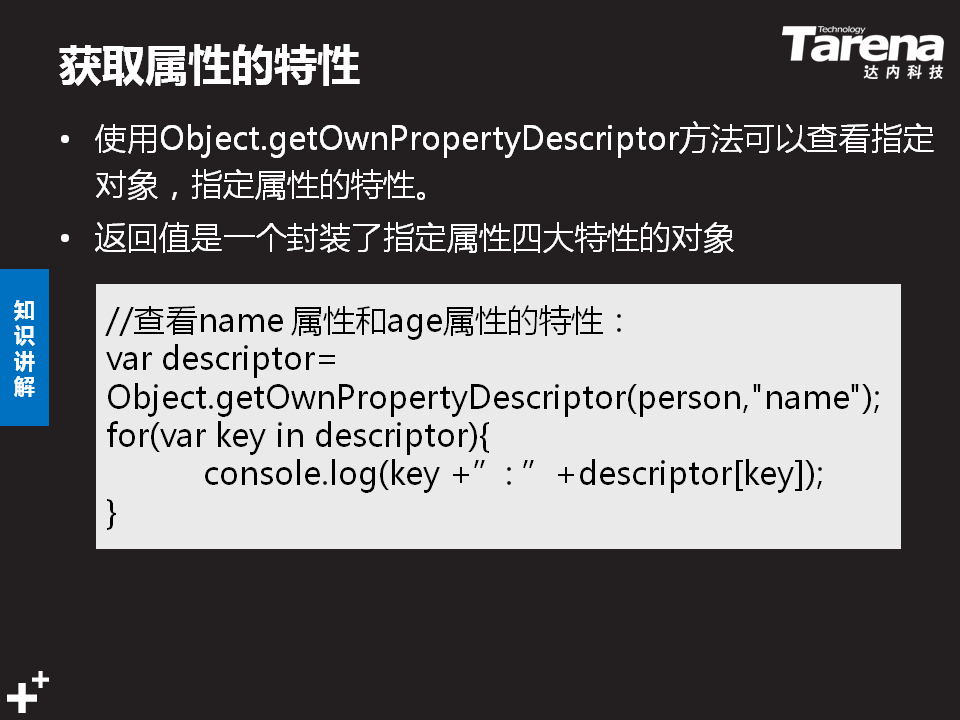 获取属性的特性
Technology
Tarena
达内科技
• 使用Object.getOwnPropertyDescriptor方法可以查看指定
对象，指定属性的特性。
• 返回值是一个封装了指定属性四大特性的对象
知
识
讲
解
//查看name 属性和age属性的特性：
var descriptor=
Object.getOwnPropertyDescriptor(person,"name");
for(var key in descriptor){
console.log(key +”：” +descriptor[key]);
}